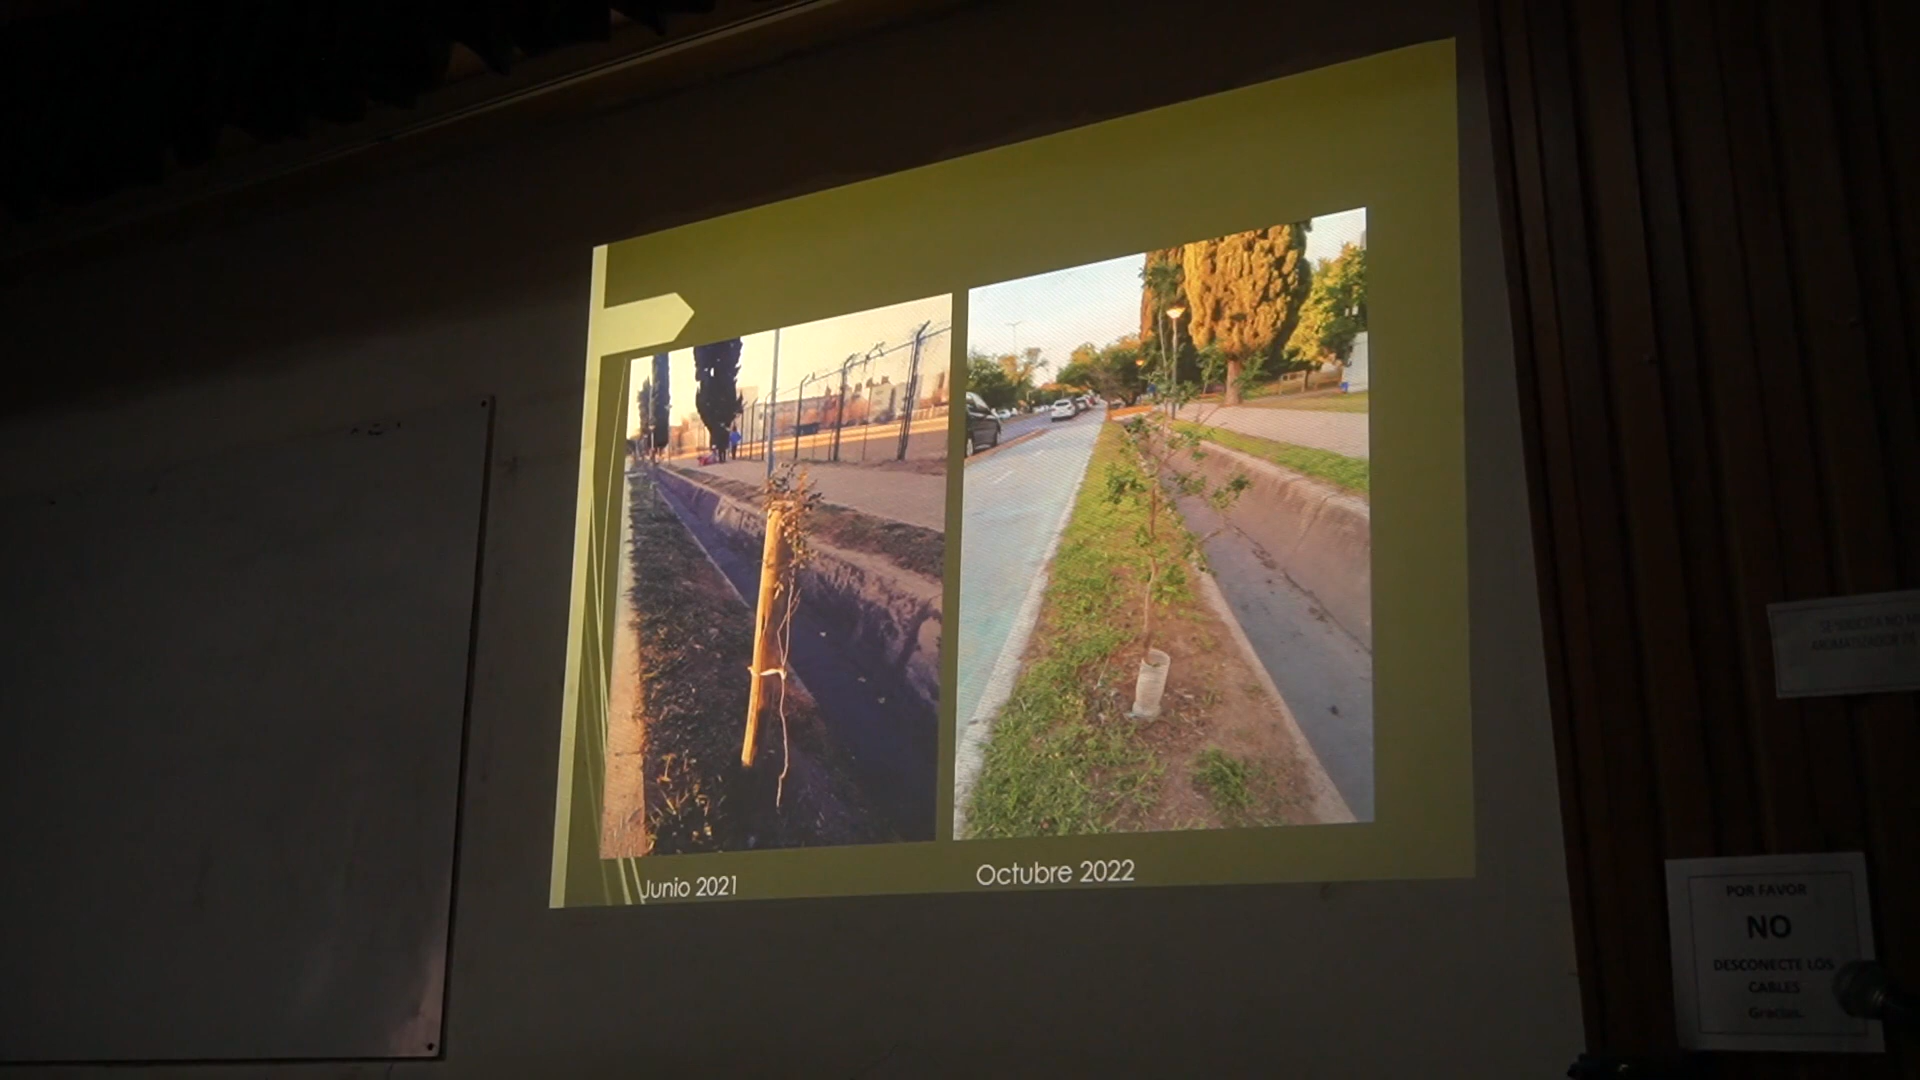 Junio 2021
Octubre 2022
POR FAVOR
NO
DESCONECTE LOS
CABLES
Gracias.